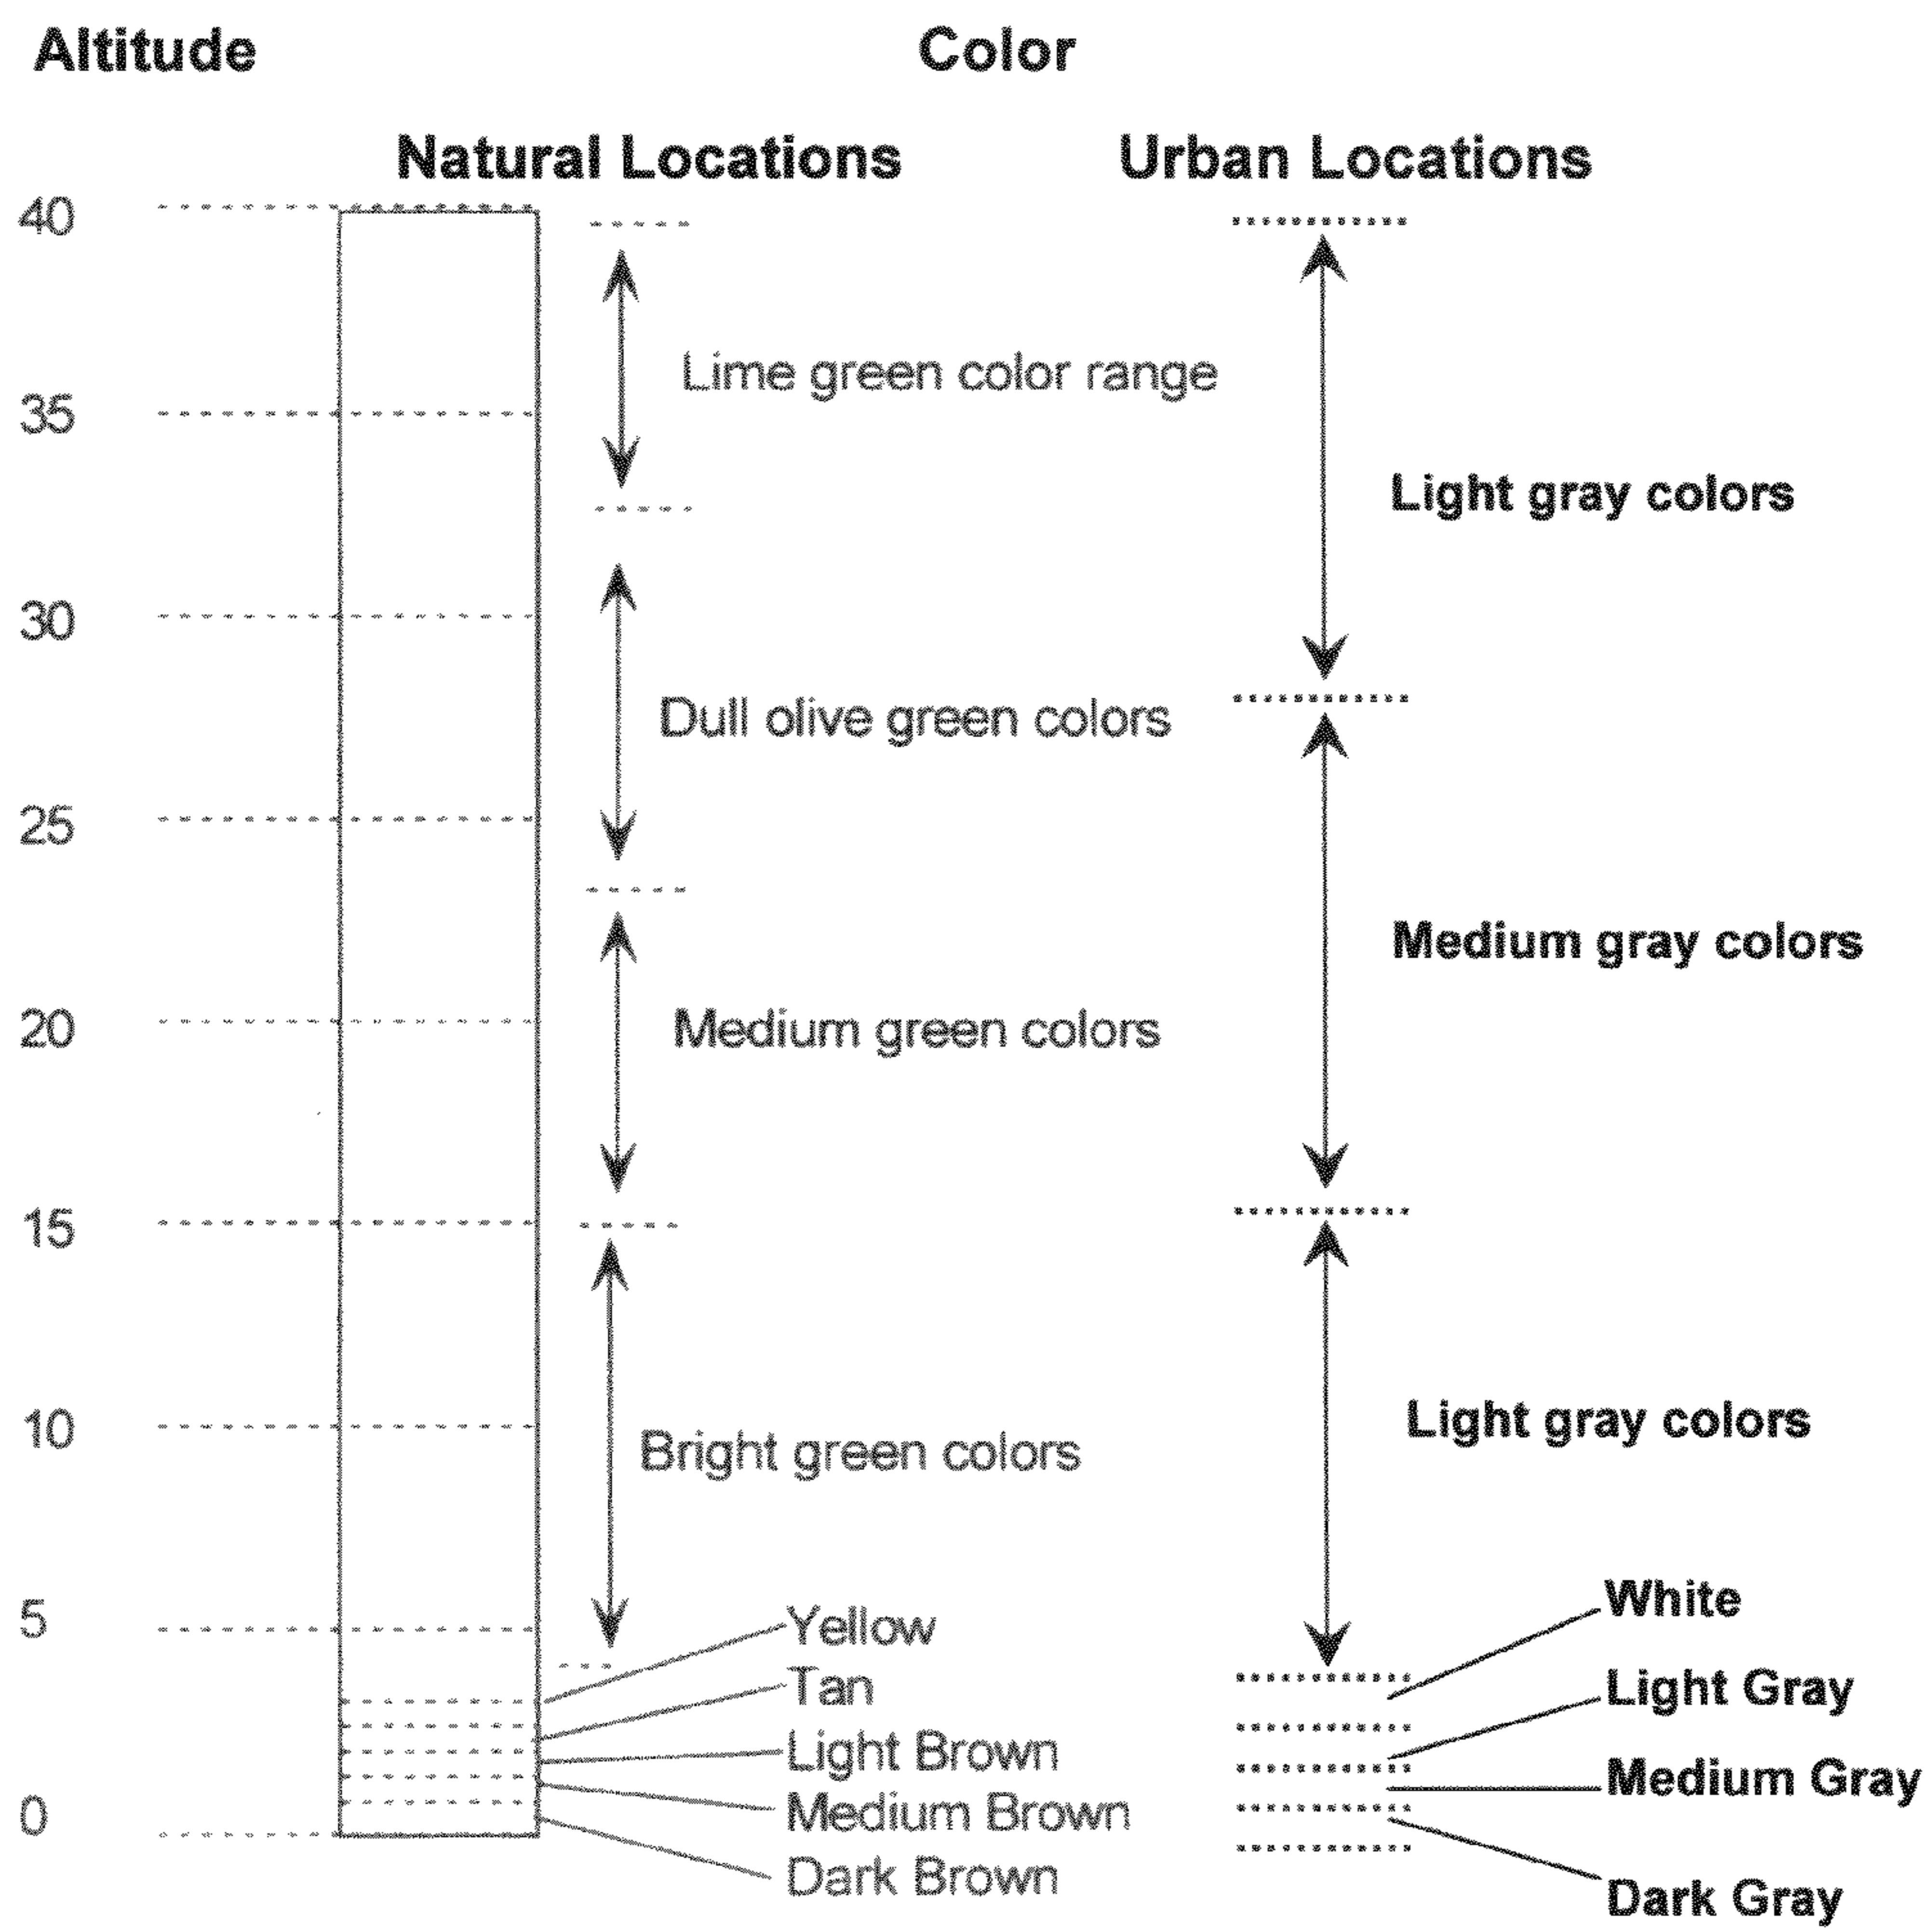 Altitude Color
Natural Locations Urban Locations
40
Lime green color range
35
Light gray colors
30
Dull olive green colors
25
Medium gray colors
20
Medium green colors
15
10
Light gray colors
Bright green colors
5
White
Yellow
Tan
Light Gray
Light Brown
Medium Gray
0
Medium Brown
Dark Brown
Dark Gray